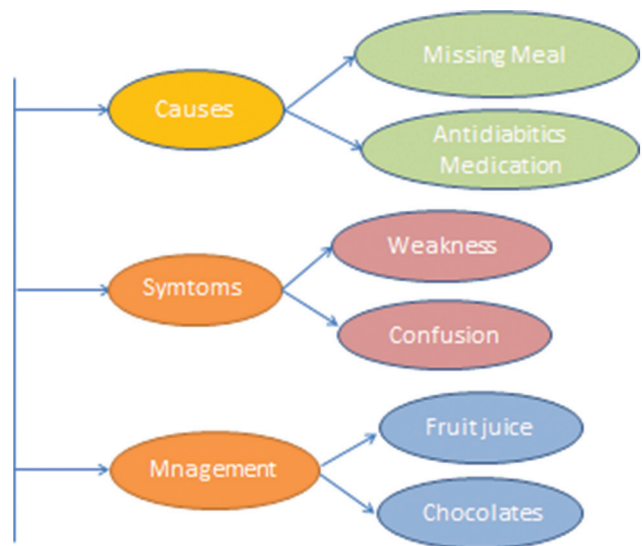 Causes
Missing Meal
Antidiabitics
Medication
Symtoms
Weakness
Confusion
Mnagement
Fruit juice
Chocolates